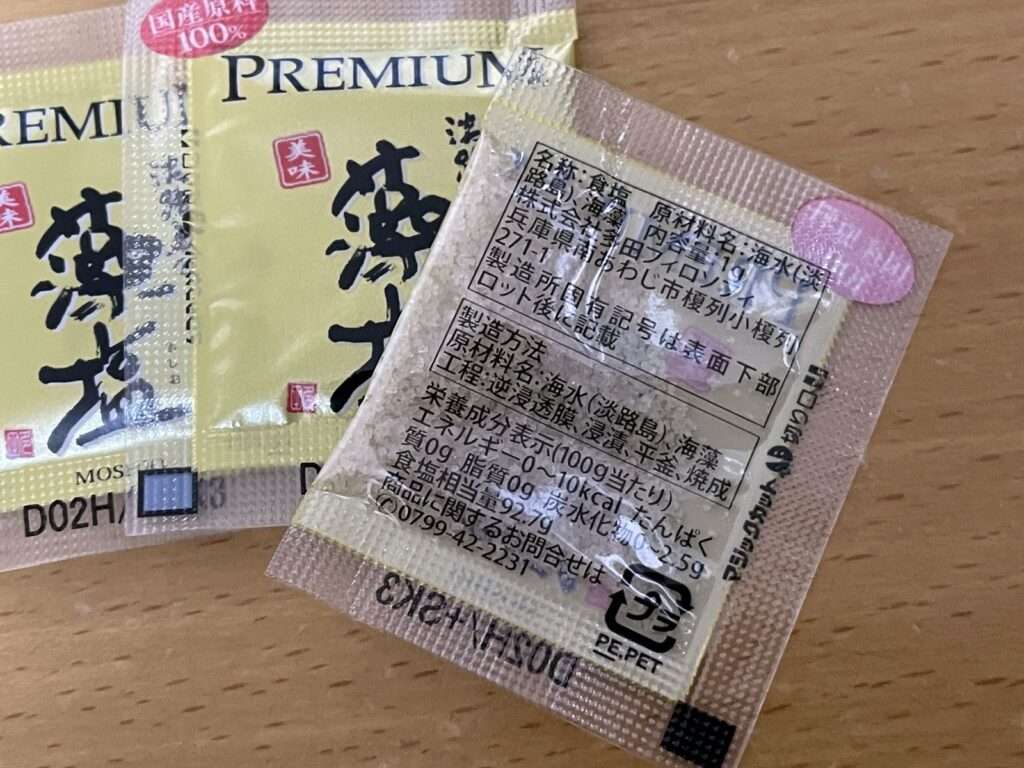 国産原料
100%
PREMIUM
REMIU
美味
美味
藻塩
MOS
D02H/
D
名称:食塩 原材料名:海水(淡
路島)、海藻 内容量:1g
株式会社多田フィロソフィ
兵庫県南あわじ市榎列小榎列
271-1
製造所固有記号は表面下部
ロット後に記載
製造方法
原材料名:海水(淡路島)、海藻
工程:逆浸透膜、浸漬、平釜、焼成
栄養成分表示(100g当たり)
エネルギー0~10kcal たんぱく
質0g 脂質0g 炭水化物0~2.5g
食塩相当量92.7g
商品に関するお問合せは
✆0799-42-2231
プラ
PE.PET
D02H/+SK3